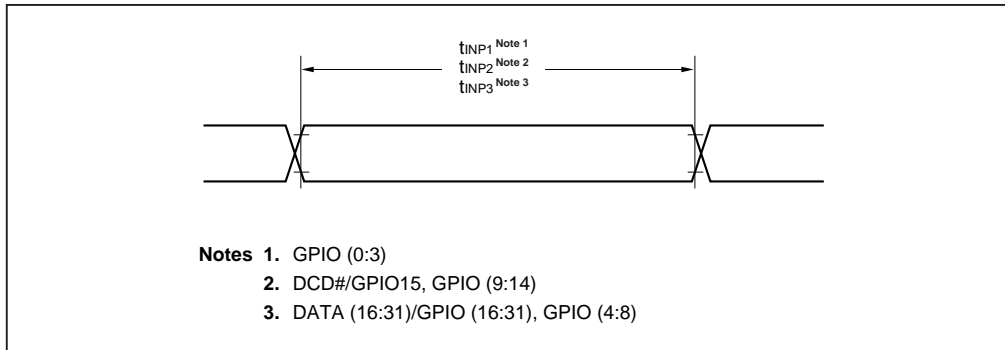 tINP1 Note 1
tINP2 Note 2
tINP3 Note 3
Notes 1. GPIO (0:3)
2. DCD#/GPIO15, GPIO (9:14)
3. DATA (16:31)/GPIO (16:31), GPIO (4:8)